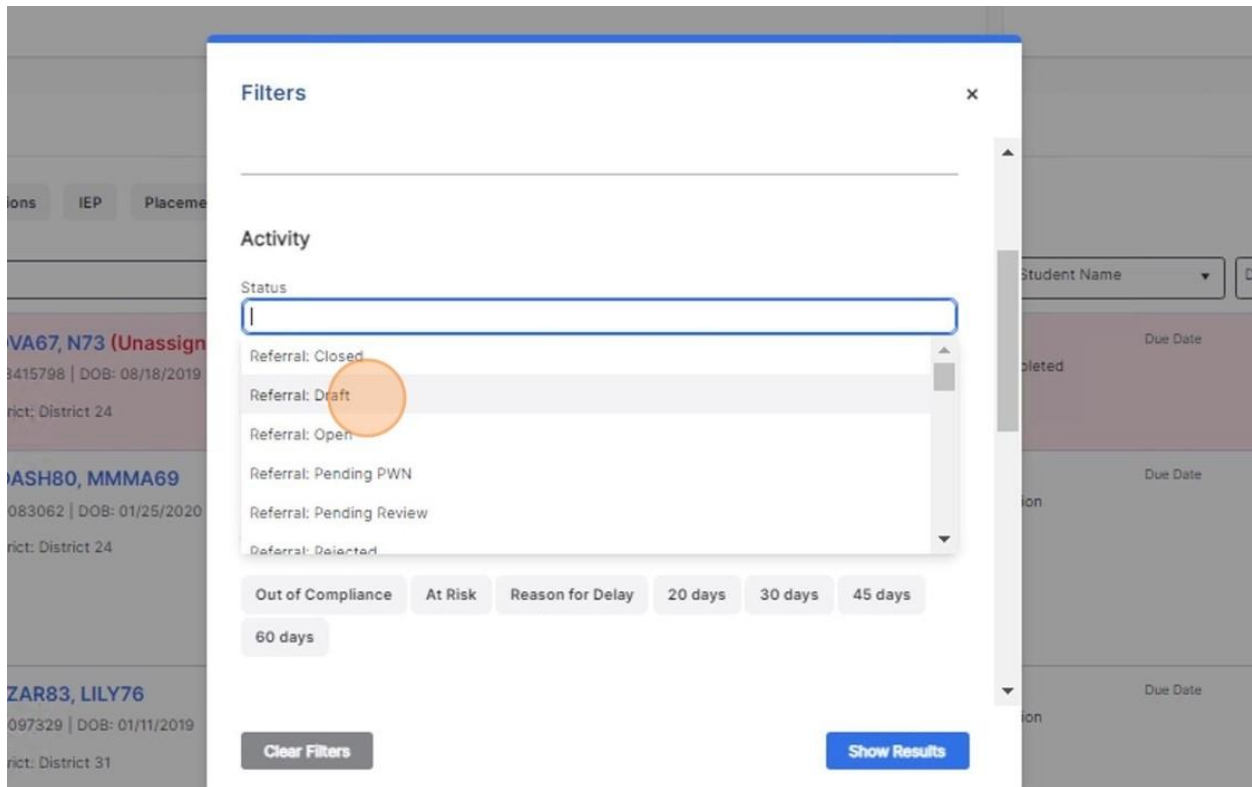 Filters ×
ions IEP Placeme
Activity
Status
Student Name
Referral: Closed
Referral: Draft
Referral: Open
Referral: Pending PWN
Referral: Pending Review
Referral: Rejected
Out of Compliance At Risk Reason for Delay 20 days 30 days 45 days
60 days
Clear Filters Show Results
VA67, N73 (Unassign
3415798 | DOB: 08/18/2019
rict: District 24
DASH80, MMMA69
083062 | DOB: 01/25/2020
rict: District 24
ZAR83, LILY76
097329 | DOB: 01/11/2019
rict: District 31
Due Date
pleted
Due Date
ion
Due Date
ion